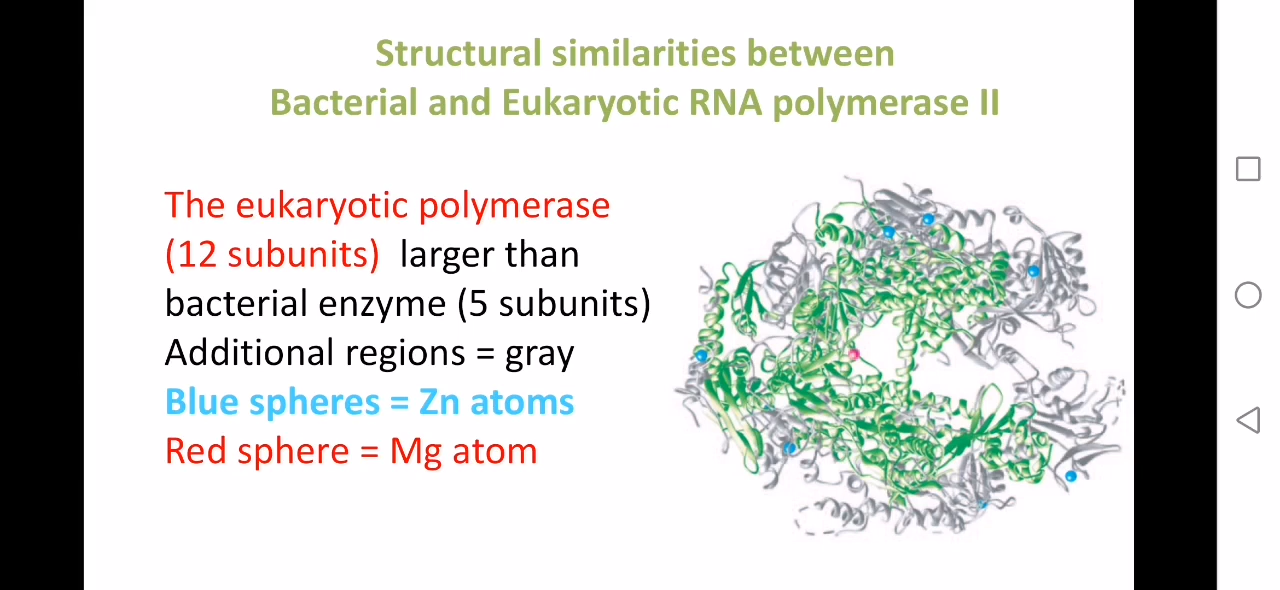 Structural similarities between
Bacterial and Eukaryotic RNA polymerase II
The eukaryotic polymerase
(12 subunits) larger than
bacterial enzyme (5 subunits)
Additional regions = gray
Blue spheres = Zn atoms
Red sphere = Mg atom